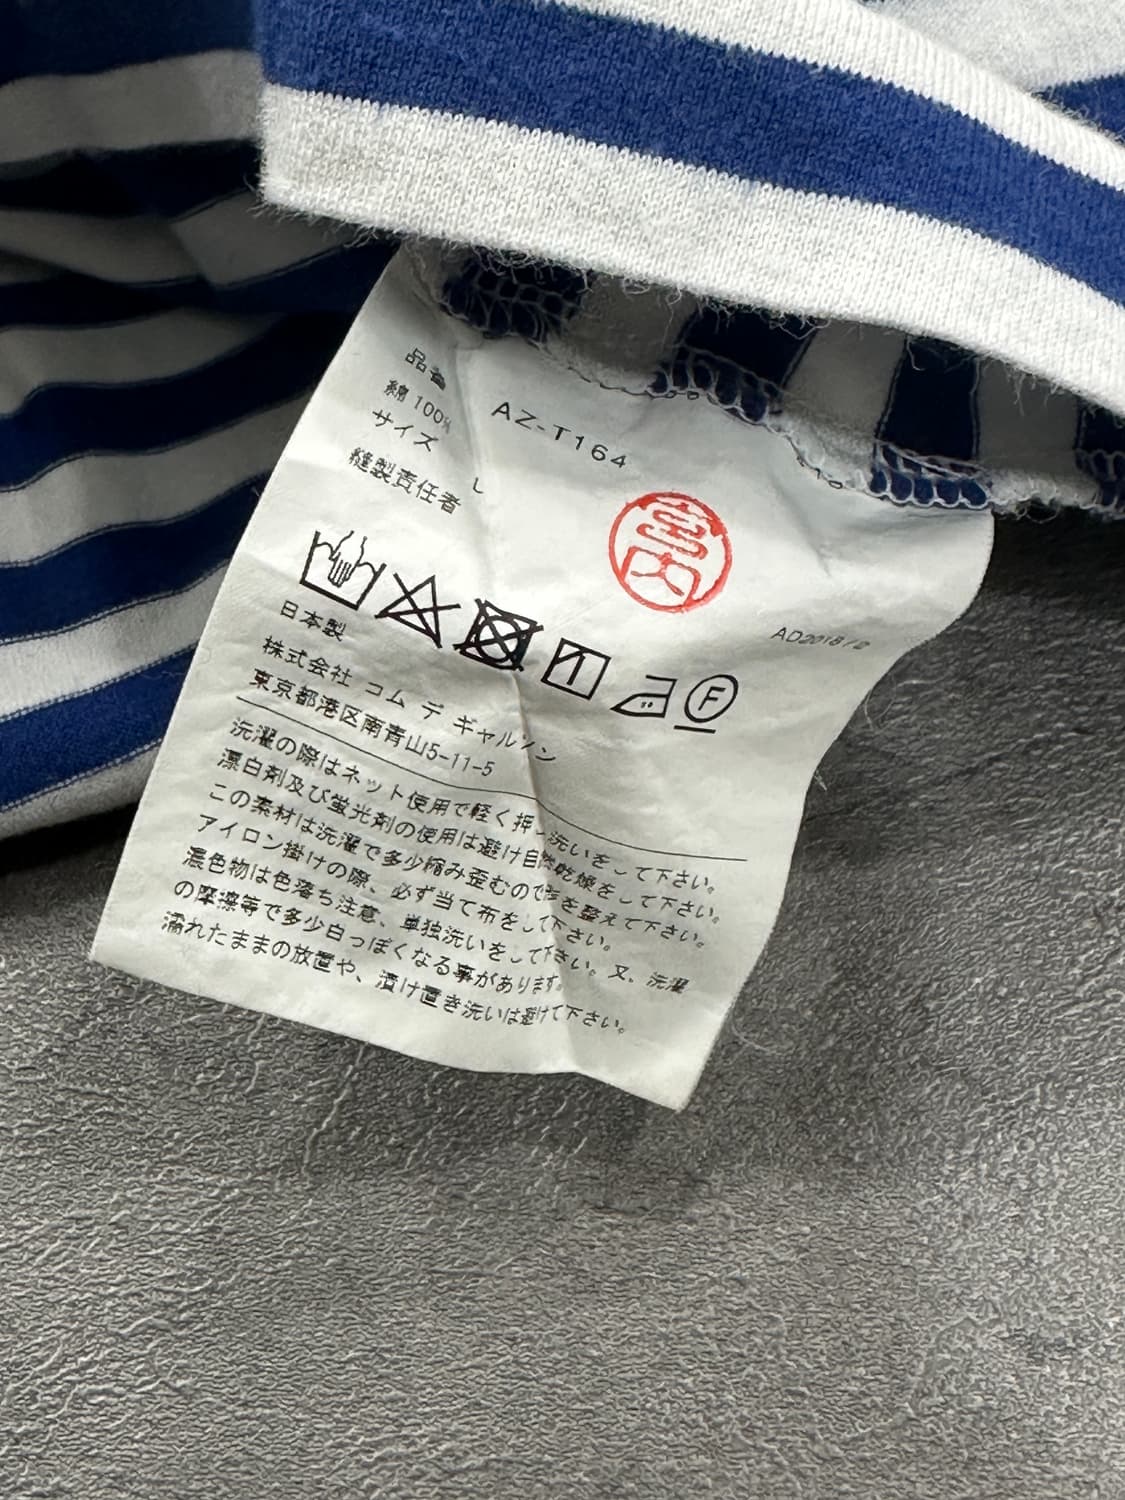 品番 AZ-T164
綿 100%
サイズ L
縫製責任者
AD2018/2
F
日本製
株式会社 コム デ ギャルソン
東京都港区南青山5-11-5
洗濯の際はネット使用で軽く押し洗いをして下さい。
漂白剤及び蛍光剤の使用は避け自然乾燥をして下さい。
この素材は洗濯で多少縮み歪むので形を整えて下さい。
アイロン掛けの際、必ず当て布をして下さい。
濃色物は色落ち注意、単独洗いをして下さい。又、洗濯
の摩擦等で多少白っぽくなる事があります。
濡れたままの放置や、漬け置き洗いは避けて下さい。